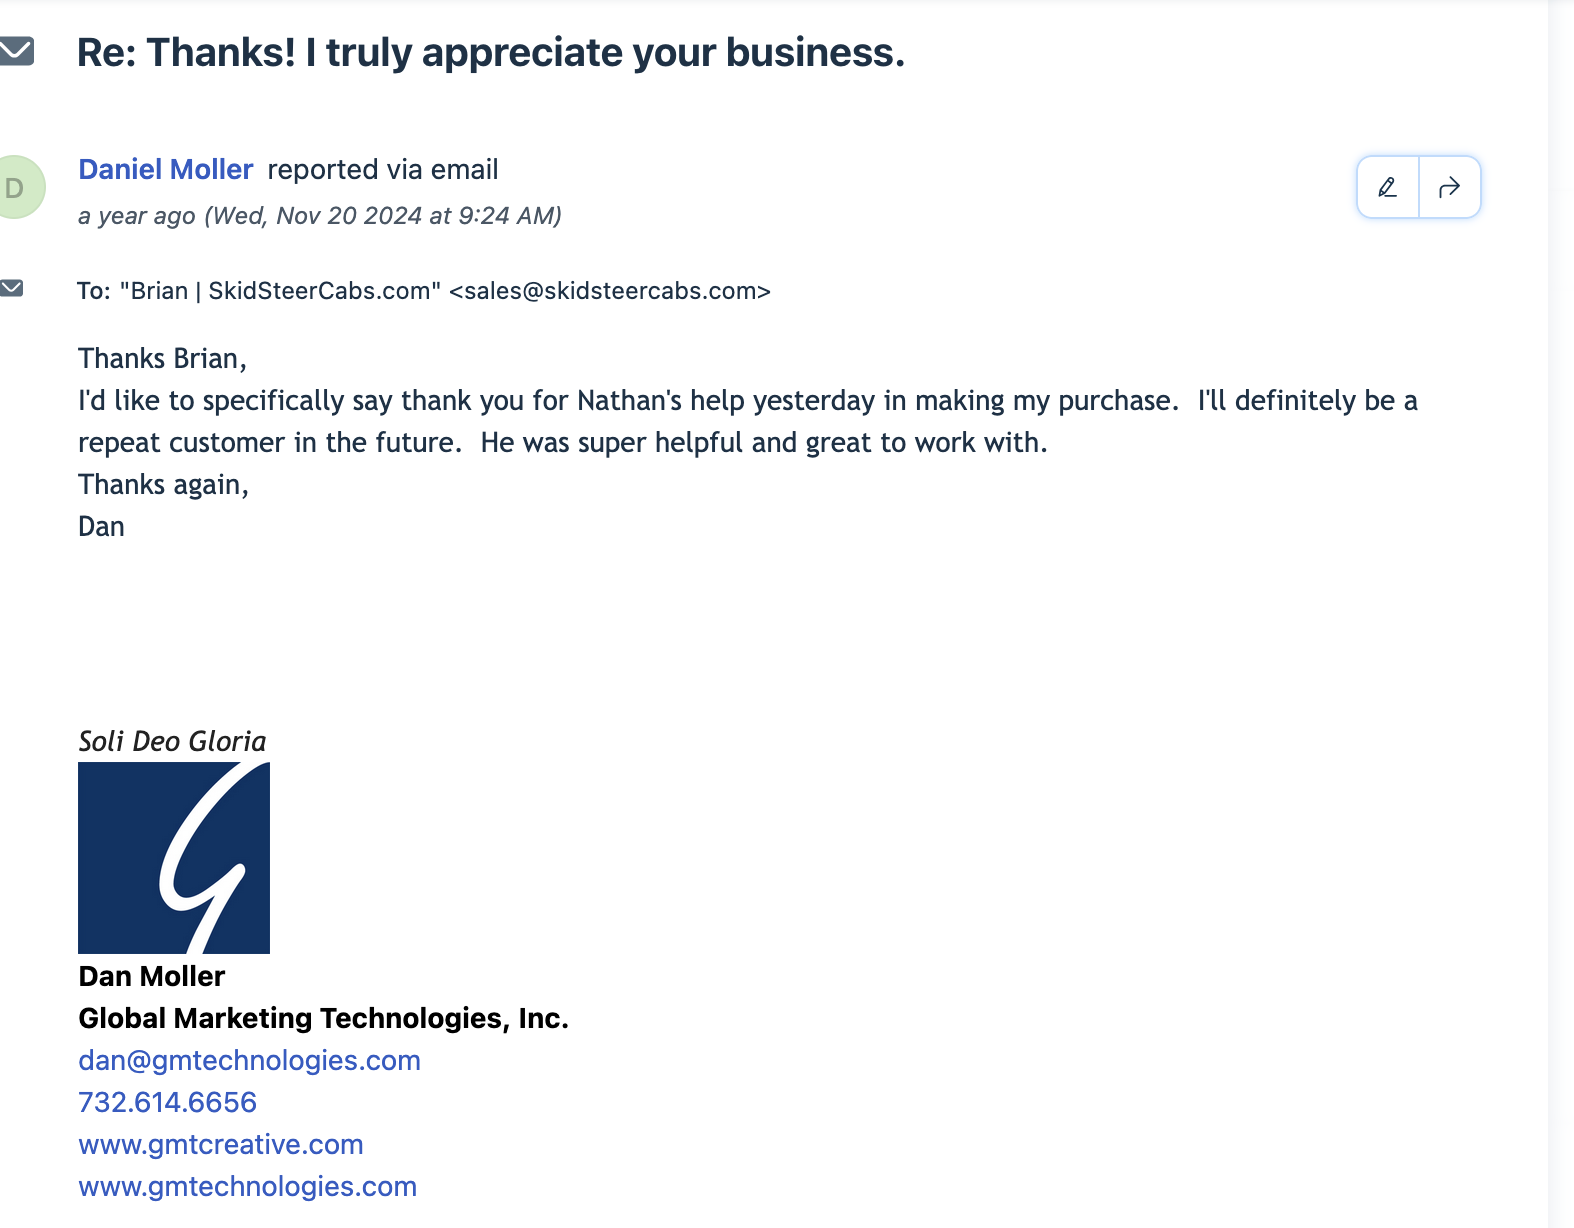 Re: Thanks! I truly appreciate your business.
D
Daniel Moller reported via email
a year ago (Wed, Nov 20 2024 at 9:24 AM)
To: "Brian | SkidSteerCabs.com" <sales@skidsteercabs.com>
Thanks Brian,
I'd like to specifically say thank you for Nathan's help yesterday in making my purchase.  I'll definitely be a
repeat customer in the future.  He was super helpful and great to work with.
Thanks again,
Dan
Soli Deo Gloria
Dan Moller
Global Marketing Technologies, Inc.
dan@gmtechnologies.com
732.614.6656
www.gmtcreative.com
www.gmtechnologies.com